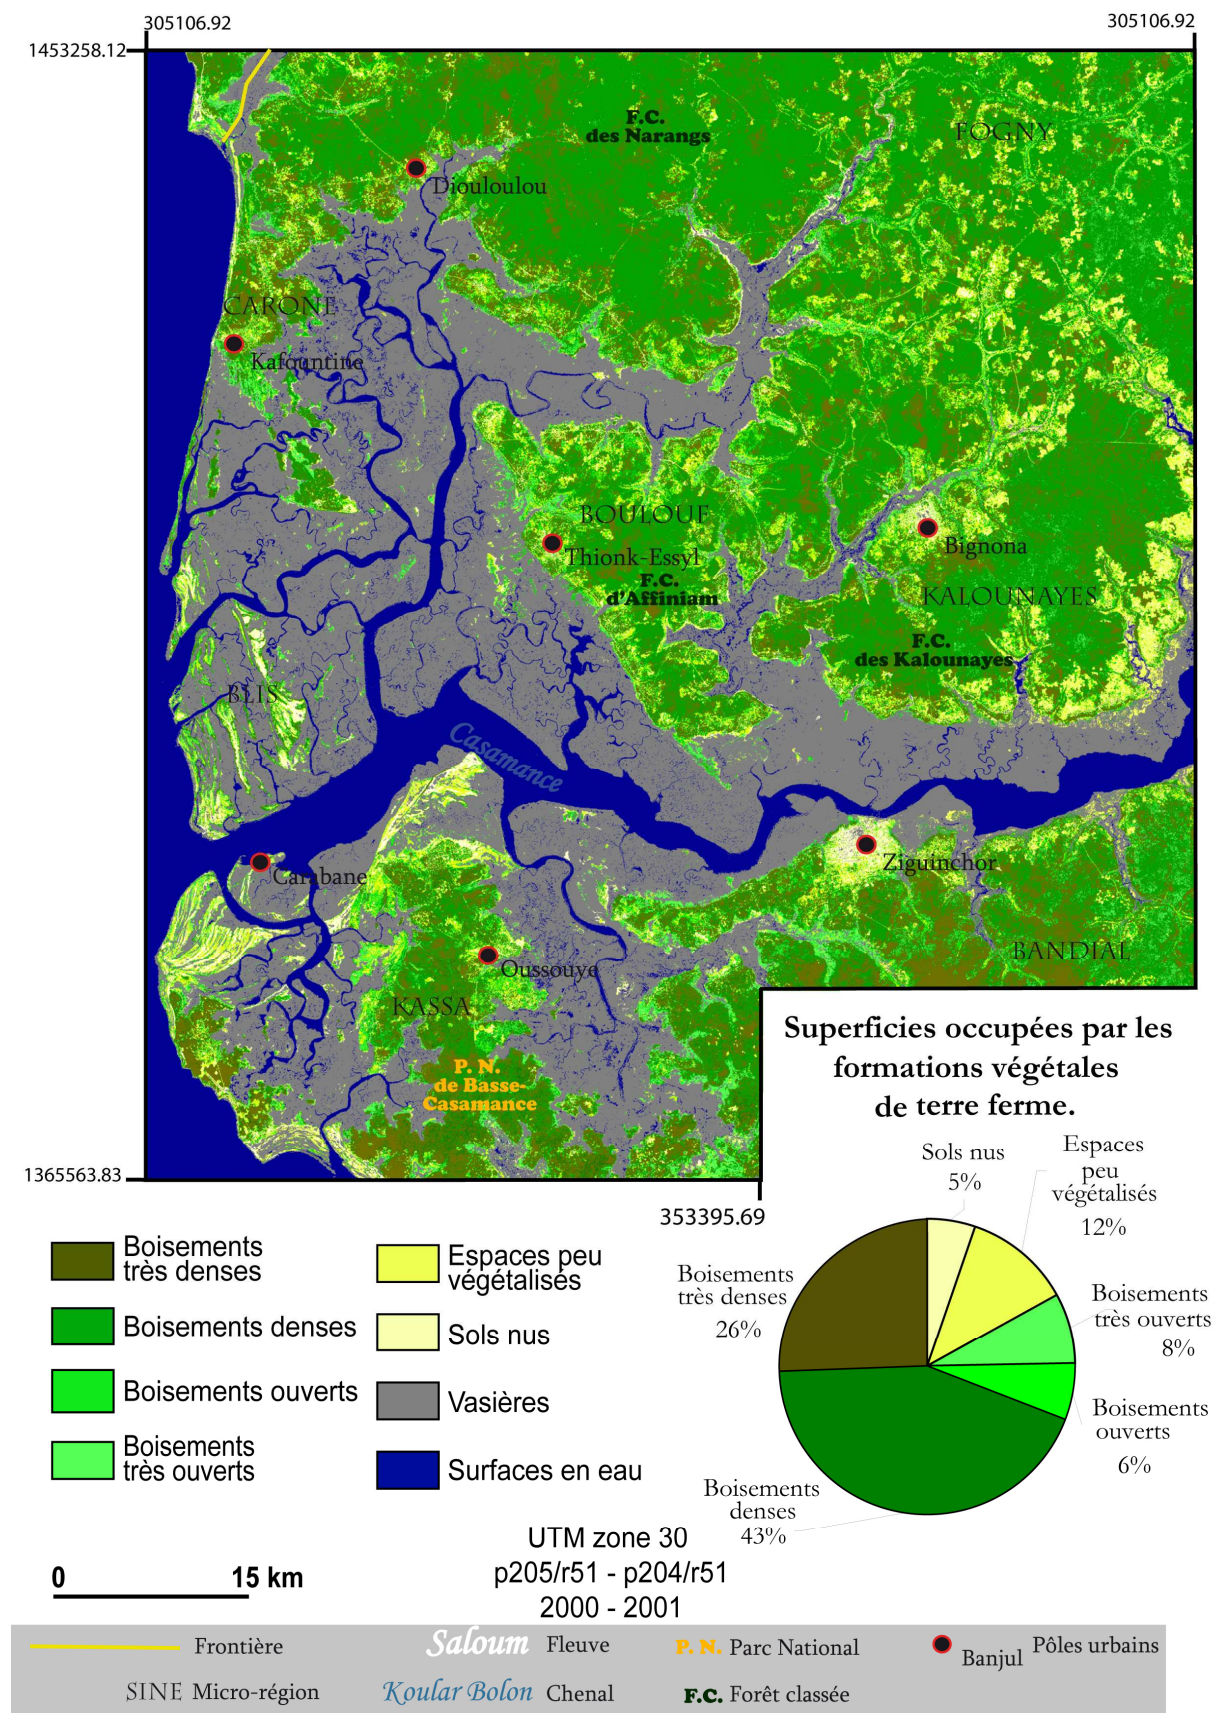 305106.92
305106.92
1453258.12
F.C.
des Narangs
FOGNY
Diouloulou
CARONE
Kafountine
BOULOUF
Thionk-Essyl
F.C.
d'Affiniam
Bignona
KALOUNAYES
F.C.
des Kalounayes
BLIS
Casamance
Carabane
Ziguinchor
Oussouye
BANDIAL
KASSA
P. N.
de Basse-
Casamance
1365563.83
353395.69
Superficies occupées par les
formations végétales
de terre ferme.
Sols nus
5%
Espaces
peu
végétalisés
12%
Boisements
très denses
26%
Boisements
très ouverts
8%
Boisements
ouverts
6%
Boisements
denses
43%
Boisements
très denses
Boisements denses
Boisements ouverts
Boisements
très ouverts
Espaces peu
végétalisés
Sols nus
Vasières
Surfaces en eau
0 15 km
UTM zone 30
p205/r51 - p204/r51
2000 - 2001
Frontière
SINE Micro-région
Saloum Fleuve
Koular Bolon Chenal
P. N. Parc National
F.C. Forêt classée
Banjul Pôles urbains